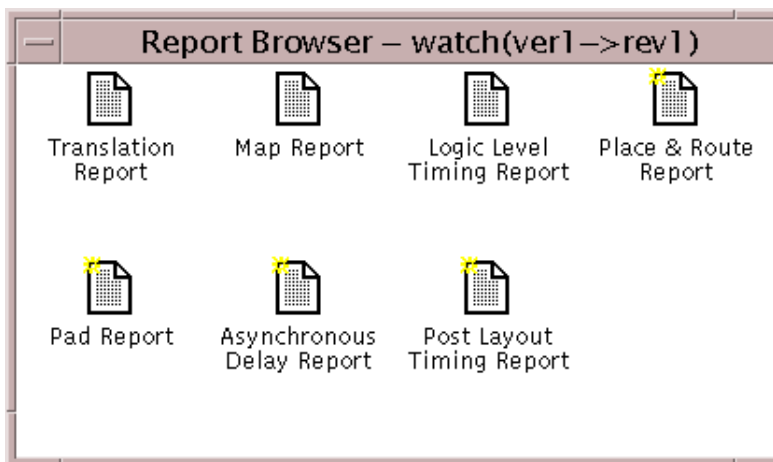 Report Browser – watch(ver1–>rev1)
Translation
Report
Map Report
Logic Level
Timing Report
Place & Route
Report
Pad Report
Asynchronous
Delay Report
Post Layout
Timing Report